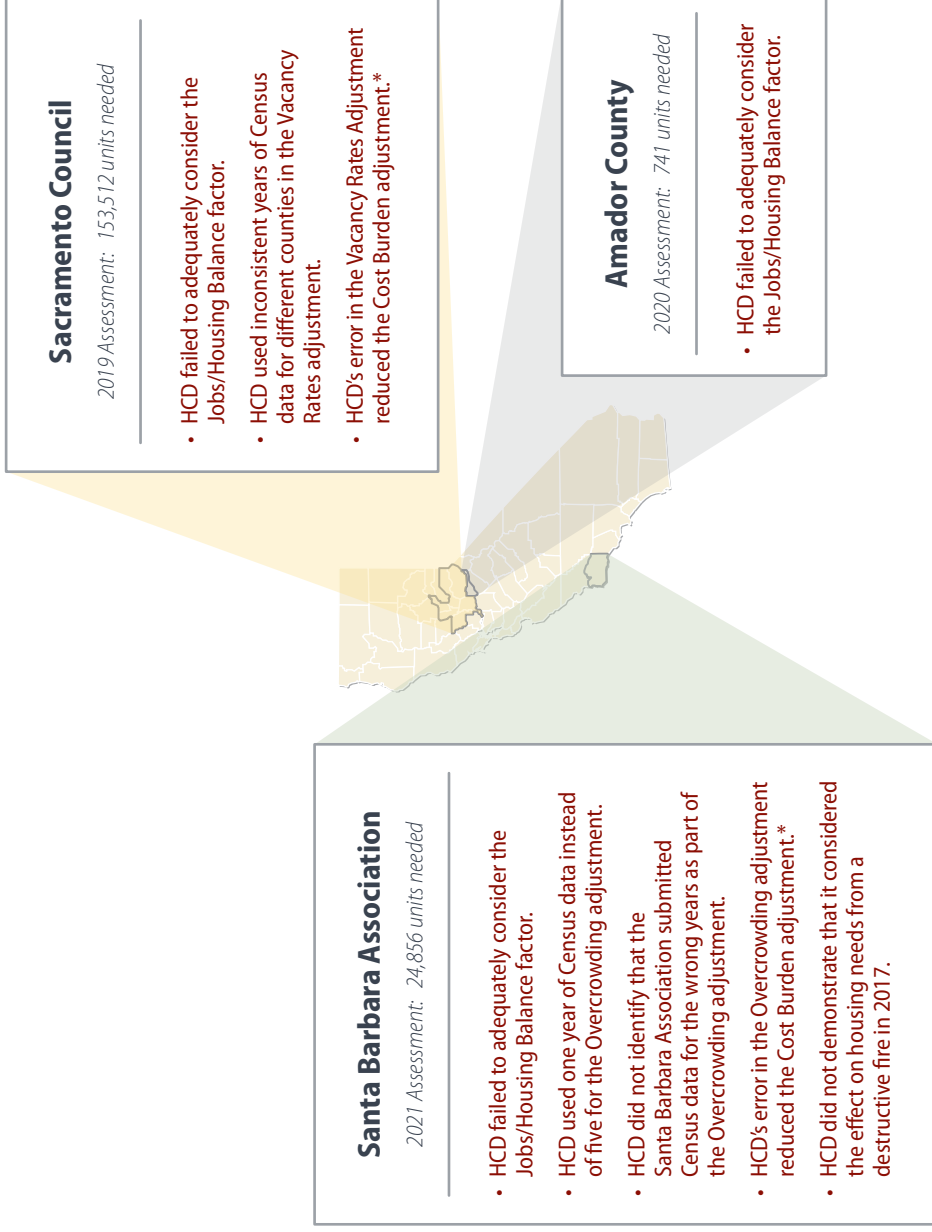 Sacramento Council
2019 Assessment: 153,512 units needed
• HCD failed to adequately consider the
Jobs/Housing Balance factor.
• HCD used inconsistent years of Census
data for different counties in the Vacancy
Rates adjustment.
• HCD's error in the Vacancy Rates Adjustment
reduced the Cost Burden adjustment.*
Amador County
2020 Assessment: 741 units needed
• HCD failed to adequately consider
the Jobs/Housing Balance factor.
Santa Barbara Association
2021 Assessment: 24,856 units needed
• HCD failed to adequately consider the
Jobs/Housing Balance factor.
• HCD used one year of Census data instead
of five for the Overcrowding adjustment.
• HCD did not identify that the
Santa Barbara Association submitted
Census data for the wrong years as part of
the Overcrowding adjustment.
• HCD's error in the Overcrowding adjustment
reduced the Cost Burden adjustment.*
• HCD did not demonstrate that it considered
the effect on housing needs from a
destructive fire in 2017.